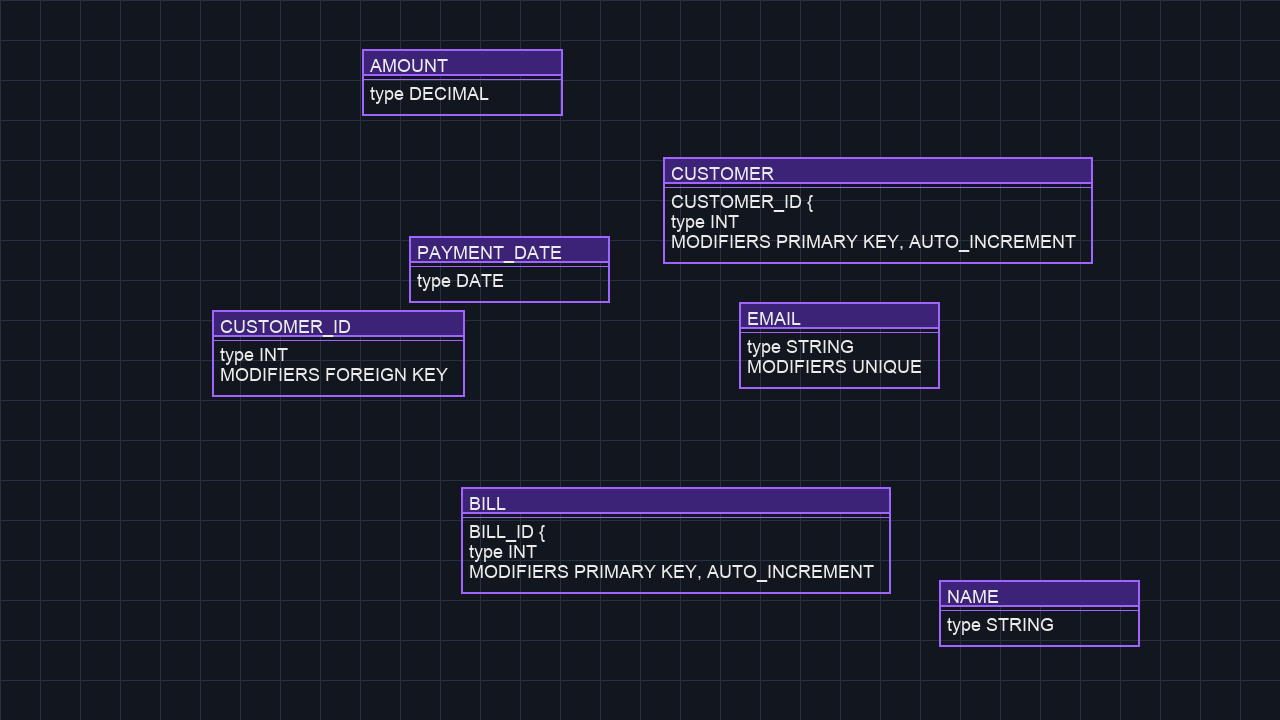 AMOUNT
type DECIMAL
CUSTOMER
CUSTOMER_ID {
type INT
MODIFIERS PRIMARY KEY, AUTO_INCREMENT
PAYMENT_DATE
type DATE
CUSTOMER_ID
type INT
MODIFIERS FOREIGN KEY
EMAIL
type STRING
MODIFIERS UNIQUE
BILL
BILL_ID {
type INT
MODIFIERS PRIMARY KEY, AUTO_INCREMENT
NAME
type STRING